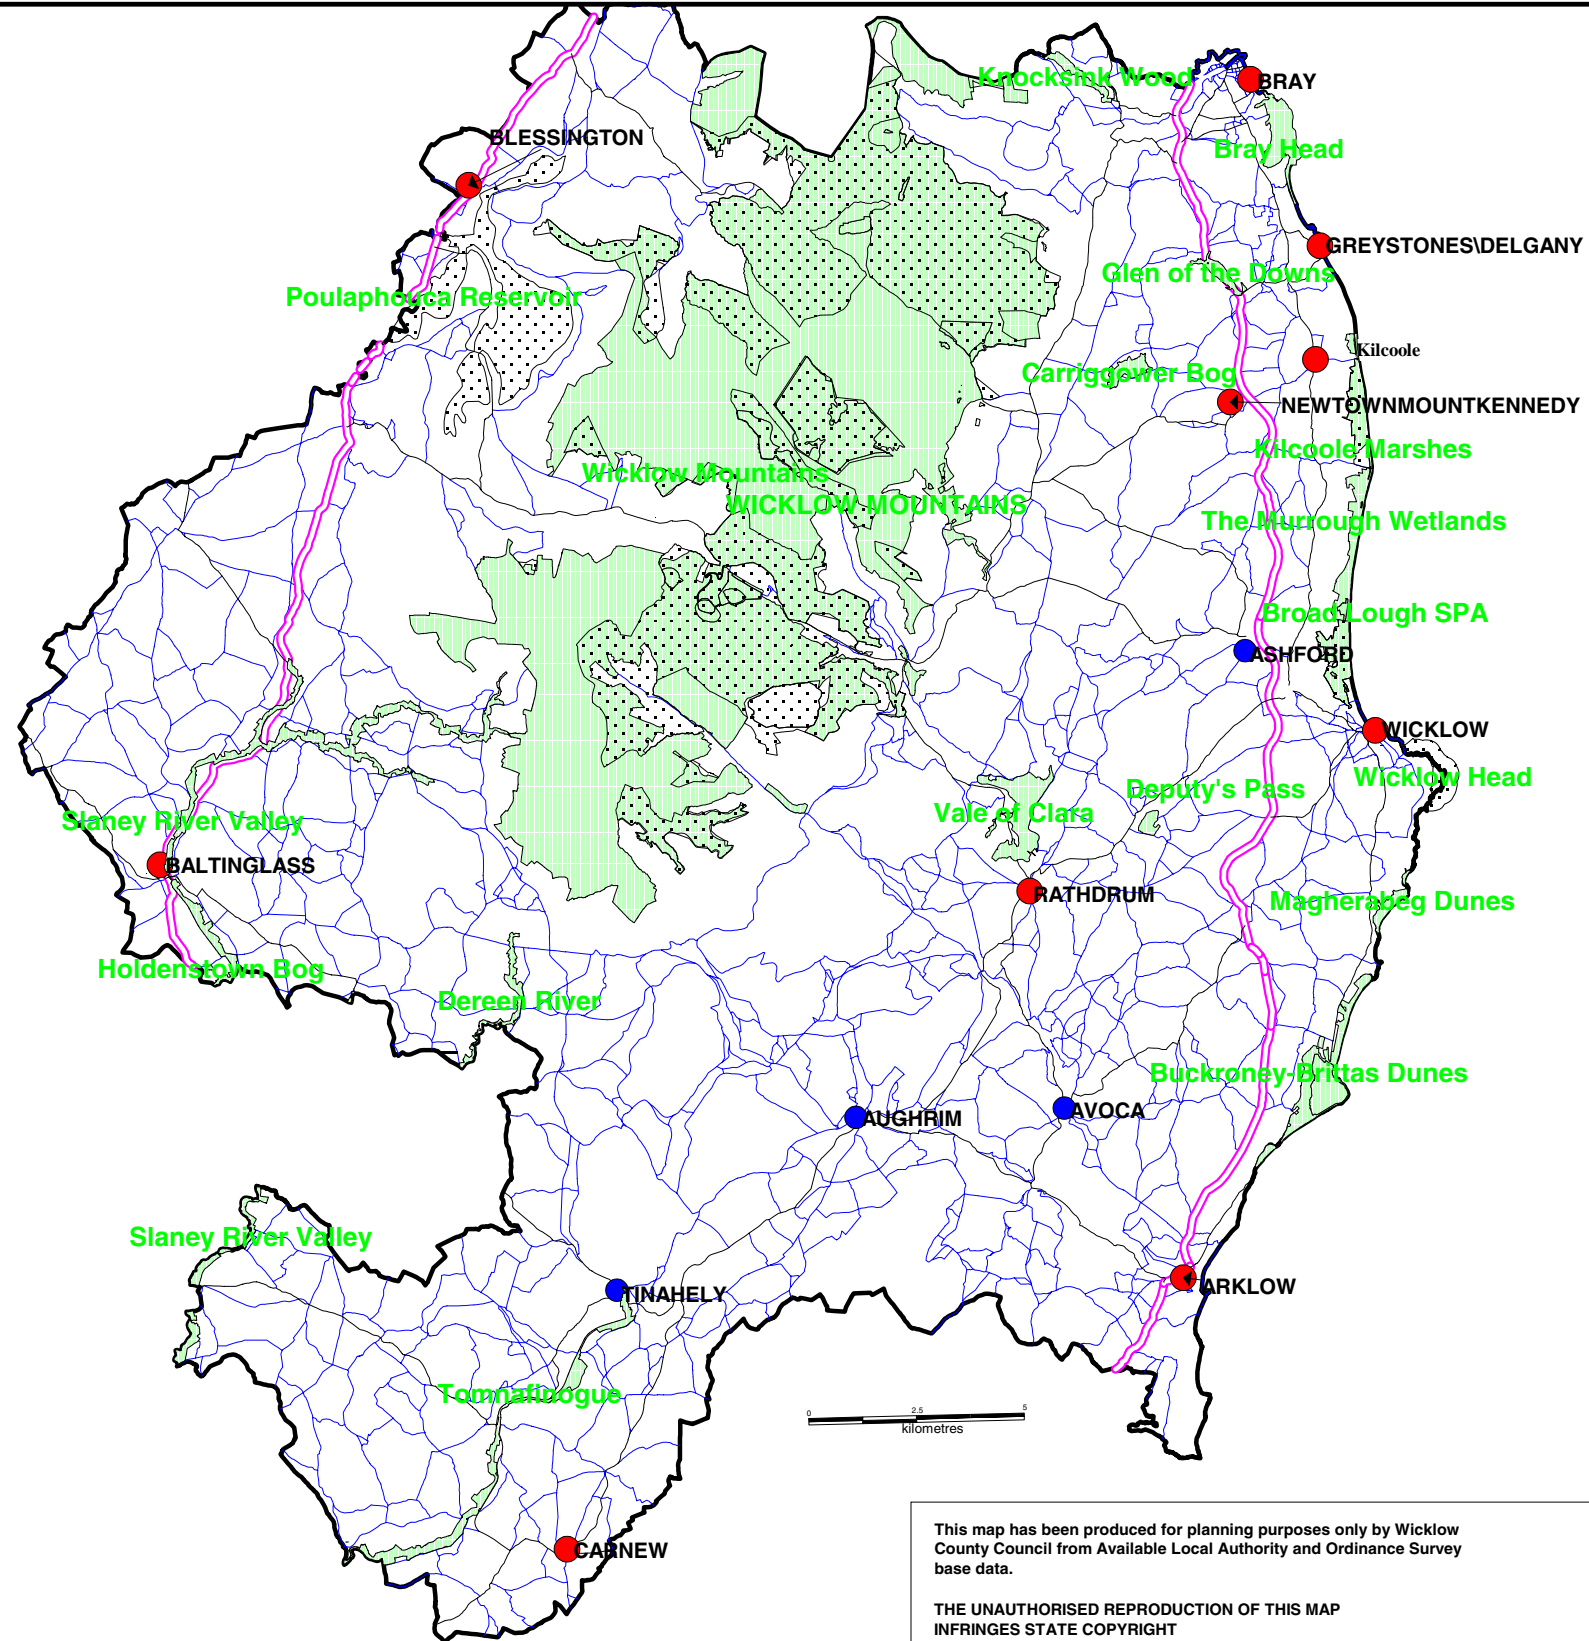 Knocksink Wood
BRAY
BLESSINGTON
Bray Head
GREYSTONES\DELGANY
Glen of the Downs
Poulaphouca Reservoir
Kilcoole
Carriggower Bog
NEWTOWNMOUNTKENNEDY
Kilcoole Marshes
Wicklow Mountains
WICKLOW MOUNTAINS
The Murrough Wetlands
Broad Lough SPA
ASHFORD
WICKLOW
Wicklow Head
Deputy's Pass
Vale of Clara
Slaney River Valley
BALTINGLASS
RATHDRUM
Magherabeg Dunes
Holdenstown Bog
Dereen River
Buckroney-Brittas Dunes
AVOCA
AUGHRIM
Slaney River Valley
TINAHELY
ARKLOW
Tomnafinogue
0 2.5 5
kilometres
CARNEW
This map has been produced for planning purposes only by Wicklow
County Council from Available Local Authority and Ordinance Survey
base data.
THE UNAUTHORISED REPRODUCTION OF THIS MAP
INFRINGES STATE COPYRIGHT